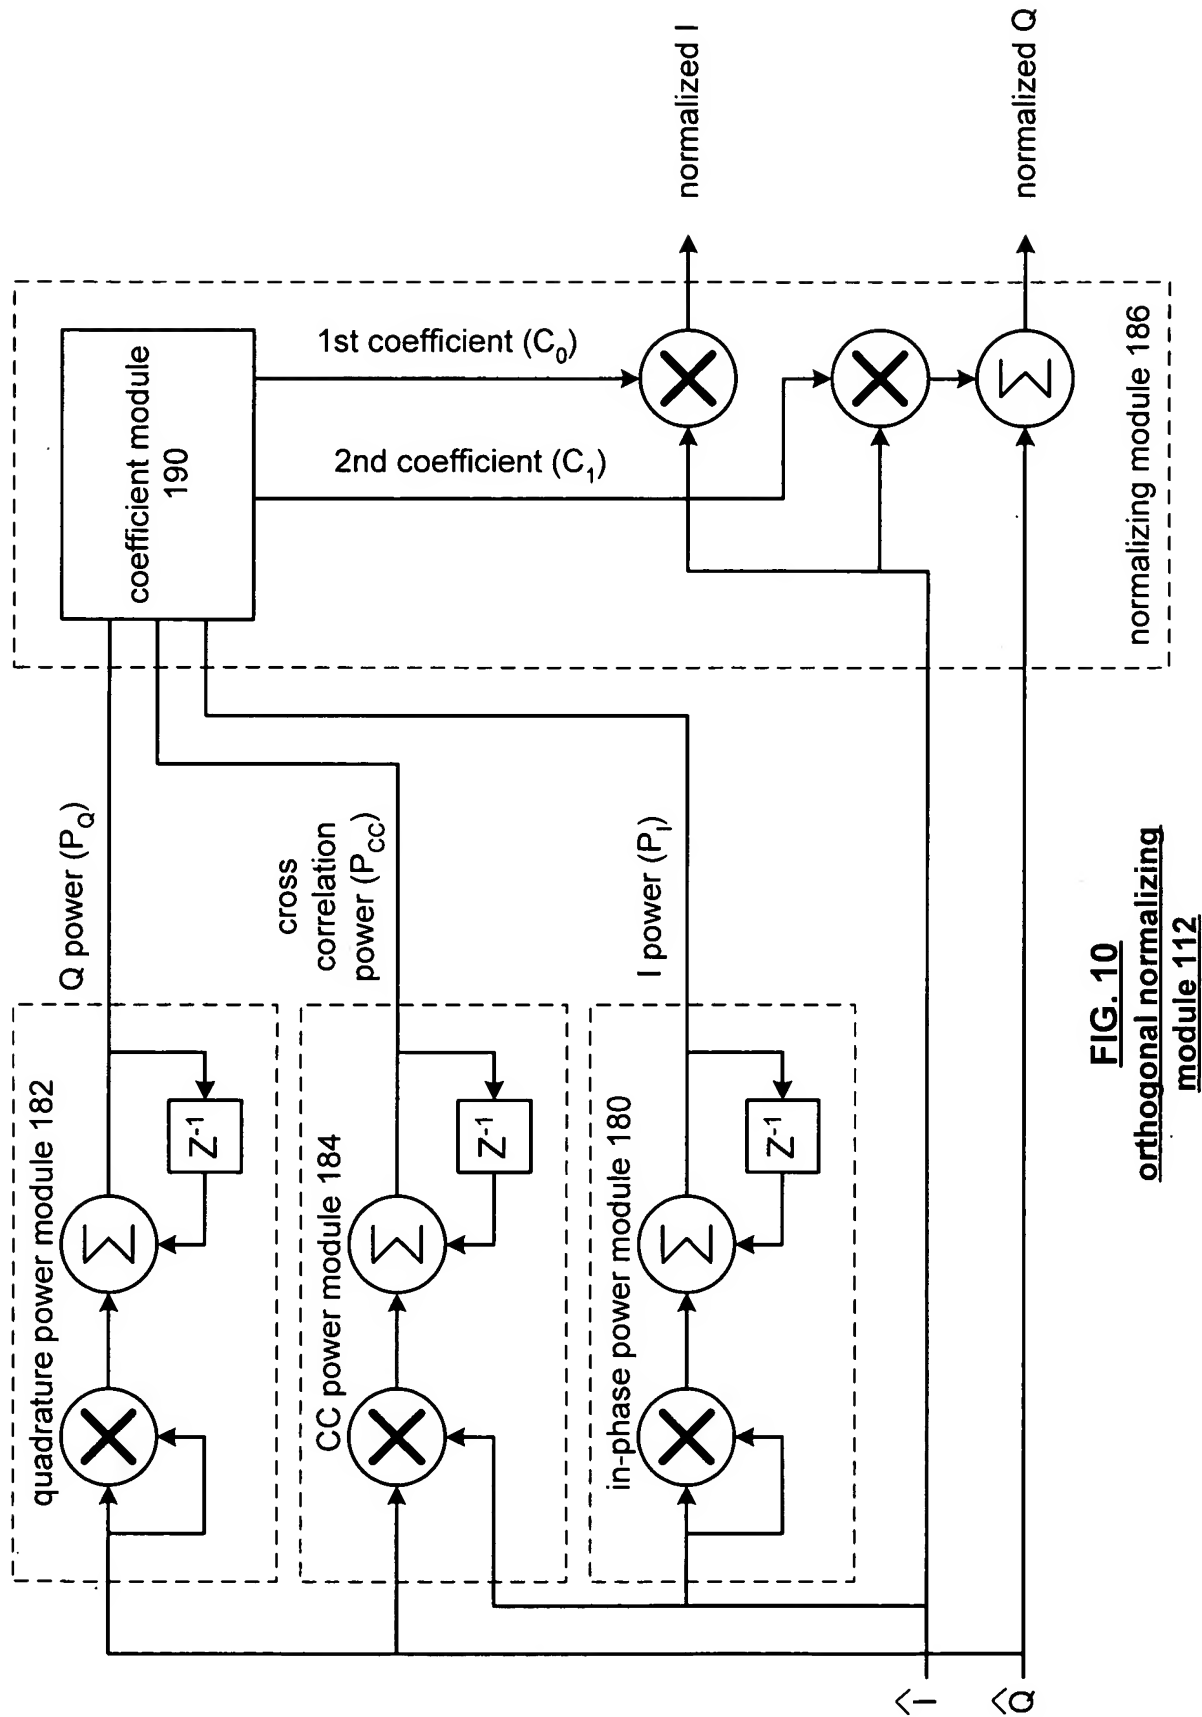 quadrature power module 182
Z⁻¹
Σ
Q power (P_Q)
CC power module 184
Z⁻¹
Σ
cross
correlation
power (P_CC)
in-phase power module 180
Z⁻¹
Σ
I power (P_I)
coefficient module
190
1st coefficient (C₀)
2nd coefficient (C₁)
Σ
normalizing module 186
normalized I
normalized Q
Î
Q̂
FIG. 10
orthogonal normalizing
module 112